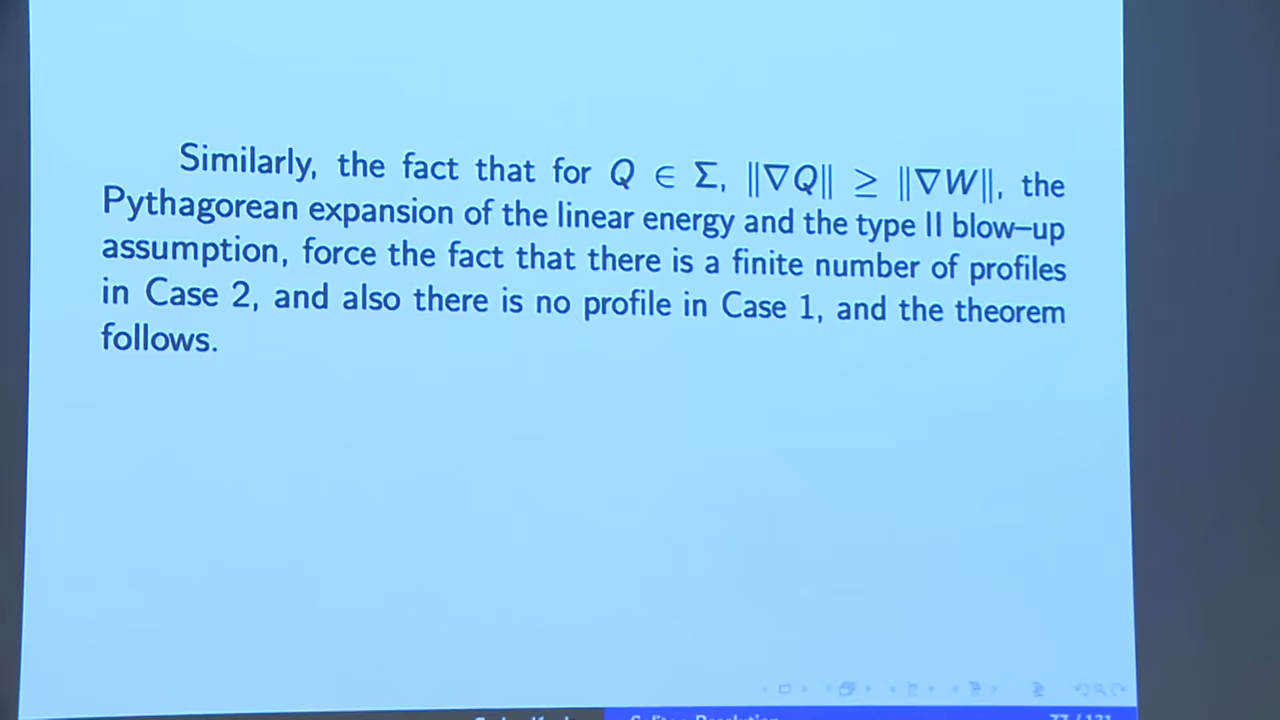 Similarly, the fact that for Q ∈ Σ, ‖∇Q‖ ≥ ‖∇W‖, the
Pythagorean expansion of the linear energy and the type II blow–up
assumption, force the fact that there is a finite number of profiles
in Case 2, and also there is no profile in Case 1, and the theorem
follows.
77 / 131